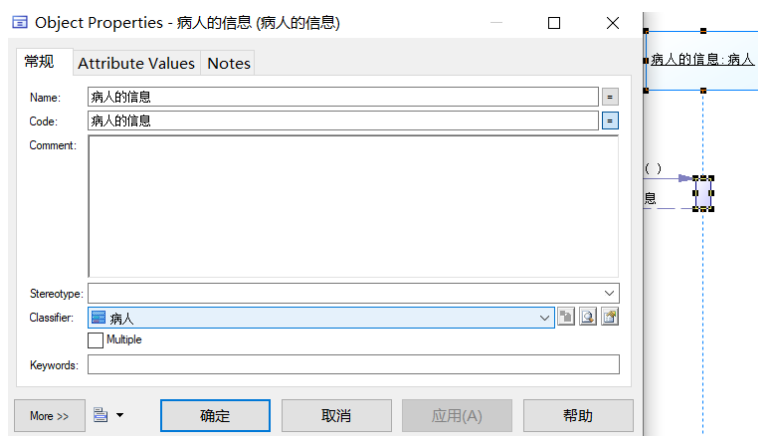 Object Properties - 病人的信息 (病人的信息)
常规 Attribute Values Notes
Name: 病人的信息 =
Code: 病人的信息 =
Comment:
Stereotype:
Classifier: 病人
Multiple
Keywords:
More >> 确定 取消 应用(A) 帮助
病人的信息:病人
( )
息